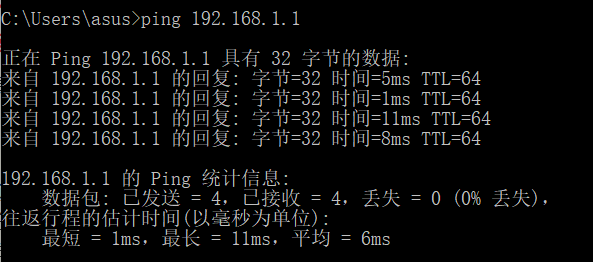 C:\Users\asus>ping 192.168.1.1
正在 Ping 192.168.1.1 具有 32 字节的数据:
来自 192.168.1.1 的回复: 字节=32 时间=5ms TTL=64
来自 192.168.1.1 的回复: 字节=32 时间=1ms TTL=64
来自 192.168.1.1 的回复: 字节=32 时间=11ms TTL=64
来自 192.168.1.1 的回复: 字节=32 时间=8ms TTL=64
192.168.1.1 的 Ping 统计信息:
数据包: 已发送 = 4，已接收 = 4，丢失 = 0 (0% 丢失)，
往返行程的估计时间(以毫秒为单位):
最短 = 1ms，最长 = 11ms，平均 = 6ms